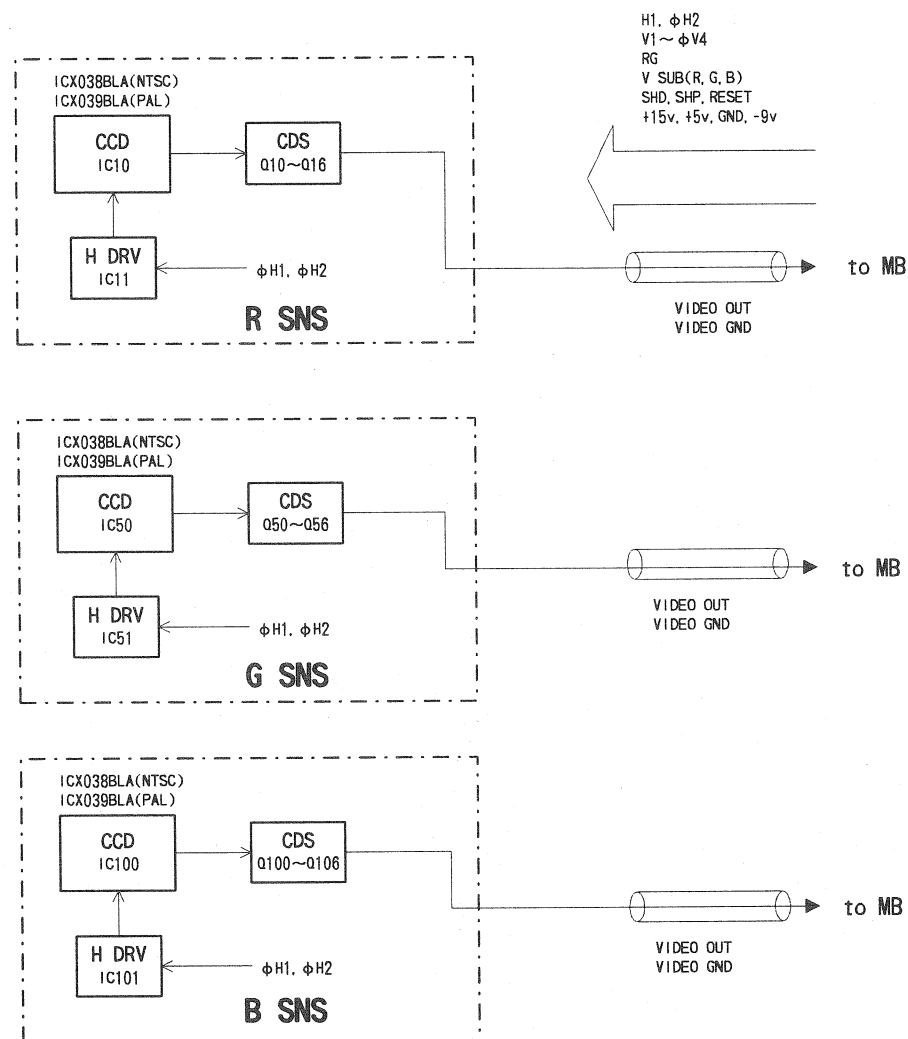 H1, φH2
V1～φV4
RG
V SUB(R, G, B)
SHD, SHP, RESET
+15v, +5v, GND, -9v
ICX038BLA(NTSC)
ICX039BLA(PAL)
CCD
IC10
CDS
Q10～Q16
H DRV
IC11
φH1, φH2
R SNS
to MB
VIDEO OUT
VIDEO GND
ICX038BLA(NTSC)
ICX039BLA(PAL)
CCD
IC50
CDS
Q50～Q56
H DRV
IC51
φH1, φH2
G SNS
to MB
VIDEO OUT
VIDEO GND
ICX038BLA(NTSC)
ICX039BLA(PAL)
CCD
IC100
CDS
Q100～Q106
H DRV
IC101
φH1, φH2
B SNS
to MB
VIDEO OUT
VIDEO GND